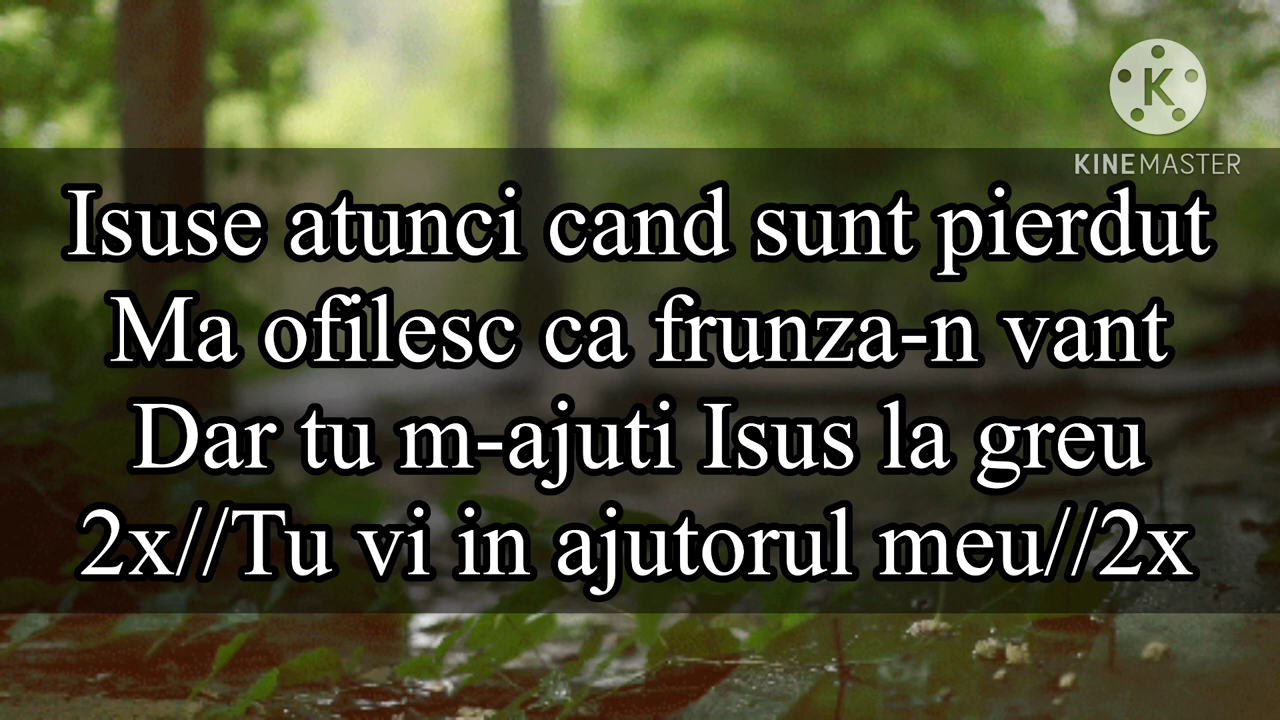 K
KINEMASTER
Isuse atunci cand sunt pierdut
Ma ofilesc ca frunza-n vant
Dar tu m-ajuti Isus la greu
2x//Tu vi in ajutorul meu//2x